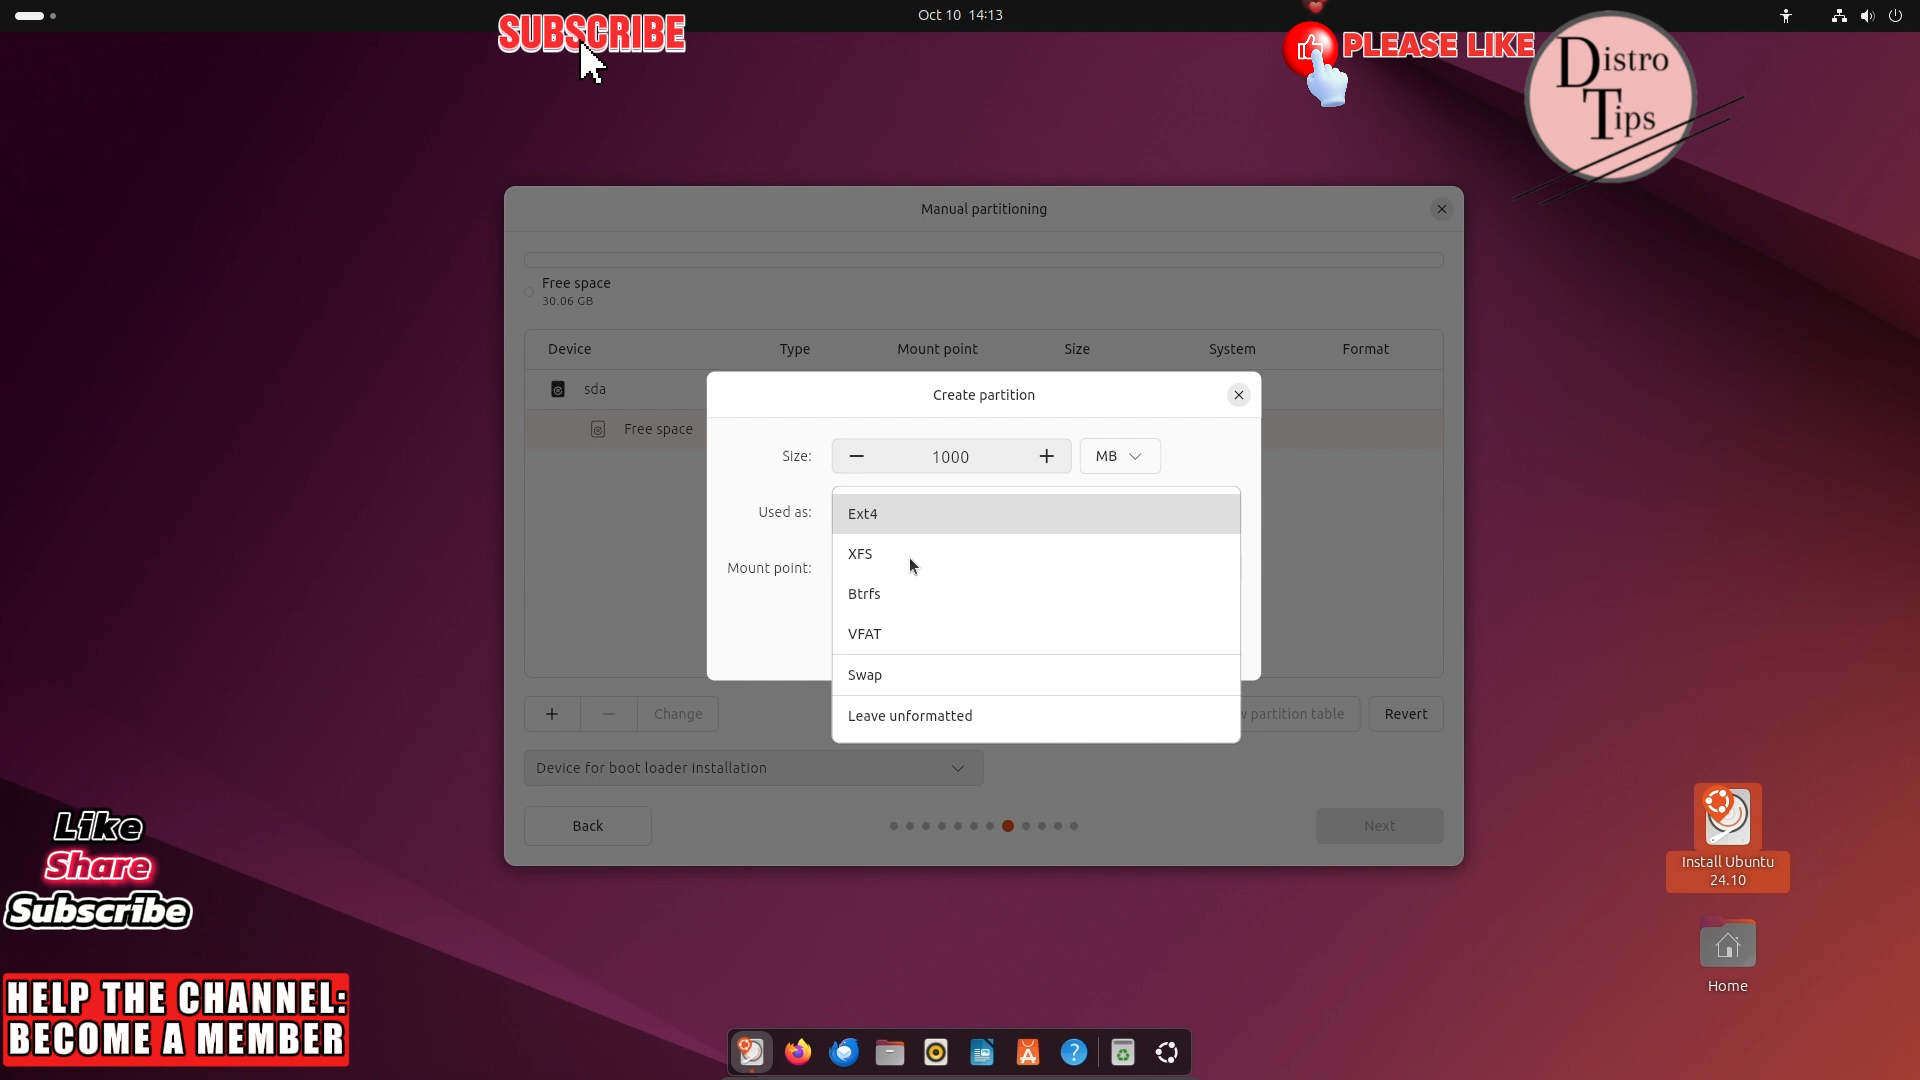 Oct 10 14:13
SUBSCRIBE
PLEASE LIKE
Distro
Tips
Manual partitioning
Free space
30.06 GB
Device Type Mount point Size System Format
sda
Free space
Create partition
Size: 1000 MB
Used as:
Ext4
XFS
Mount point:
Btrfs
VFAT
Swap
Leave unformatted
Change
partition table
Revert
Device for boot loader installation
Back
Next
Install Ubuntu
24.10
Home
Like
Share
Subscribe
HELP THE CHANNEL:
BECOME A MEMBER